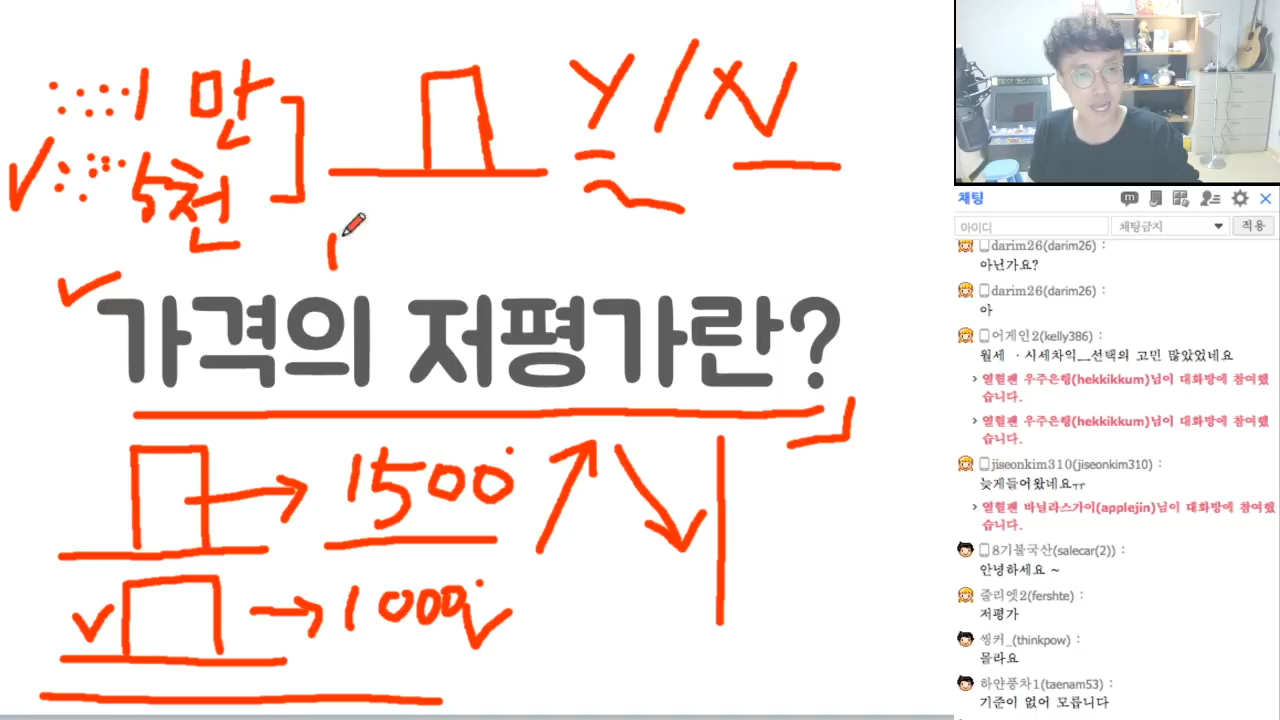 1만
Y/N
5천
가격의 저평가란?
1500
1000
채팅
아이디
채팅금지
적용
darim26(darim26) :
아닌가요?
darim26(darim26) :
아
어게인2(kelly386) :
월세 · 시세차익__선택의 고민 많았었네요
열혈팬 우주은행(hekkikkum)님이 대화방에 참여했
습니다.
열혈팬 우주은행(hekkikkum)님이 대화방에 참여했
습니다.
jiseonkim310(jiseonkim310) :
늦게들어왔네요ㅠ
열혈팬 바닐라스카이(applejin)님이 대화방에 참여했
습니다.
8기불국산(salecar(2)) :
안녕하세요 ~
줄리엣2(fershte) :
저평가
씽커_(thinkpow) :
몰라요
하얀풍차1(taenam53) :
기준이 없어 모릅니다